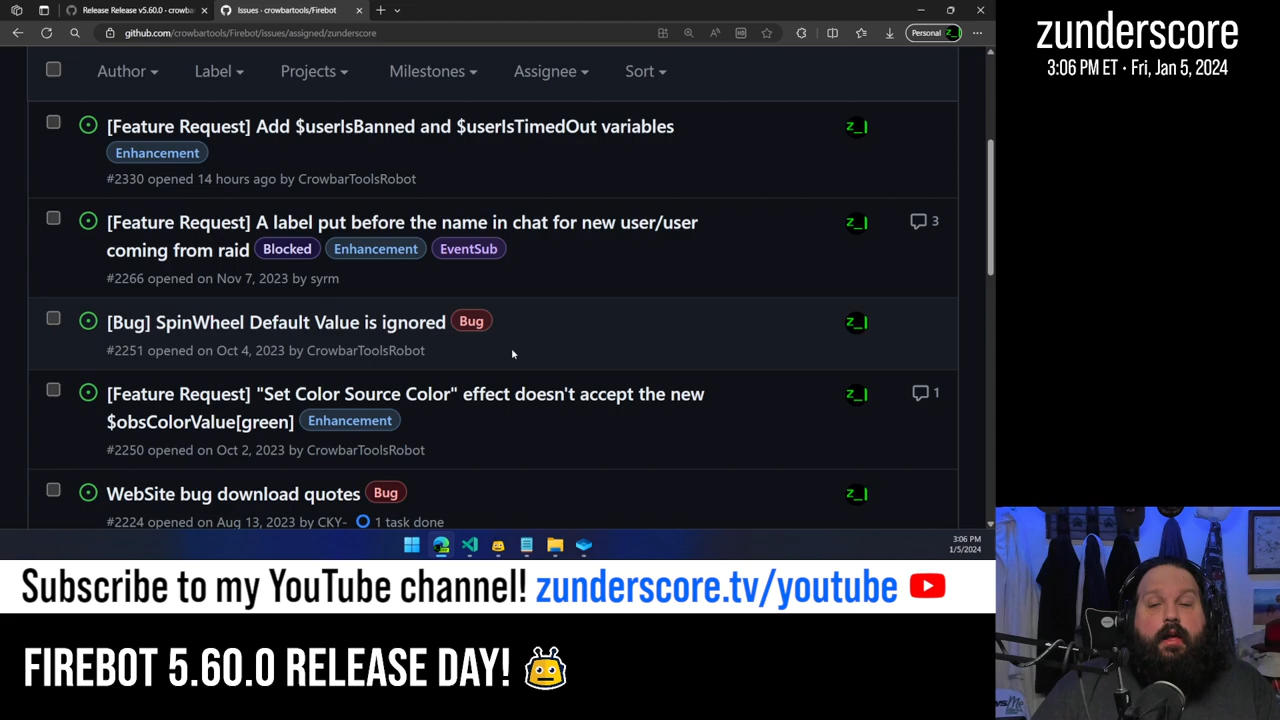 Release Release v5.60.0 · crowba
Issues · crowbartools/Firebot
github.com/crowbartools/Firebot/issues/assigned/zunderscore
Personal
Author
Label
Projects
Milestones
Assignee
Sort
[Feature Request] Add $userIsBanned and $userIsTimedOut variables
Enhancement
#2330 opened 14 hours ago by CrowbarToolsRobot
[Feature Request] A label put before the name in chat for new user/user
coming from raid Blocked Enhancement EventSub
3
#2266 opened on Nov 7, 2023 by syrm
[Bug] SpinWheel Default Value is ignored Bug
#2251 opened on Oct 4, 2023 by CrowbarToolsRobot
[Feature Request] "Set Color Source Color" effect doesn't accept the new
$obsColorValue[green] Enhancement
1
#2250 opened on Oct 2, 2023 by CrowbarToolsRobot
WebSite bug download quotes Bug
#2224 opened on Aug 13, 2023 by CKY- 1 task done
3:06 PM
1/5/2024
zunderscore
3:06 PM ET · Fri, Jan 5, 2024
Subscribe to my YouTube channel! zunderscore.tv/youtube
FIREBOT 5.60.0 RELEASE DAY!